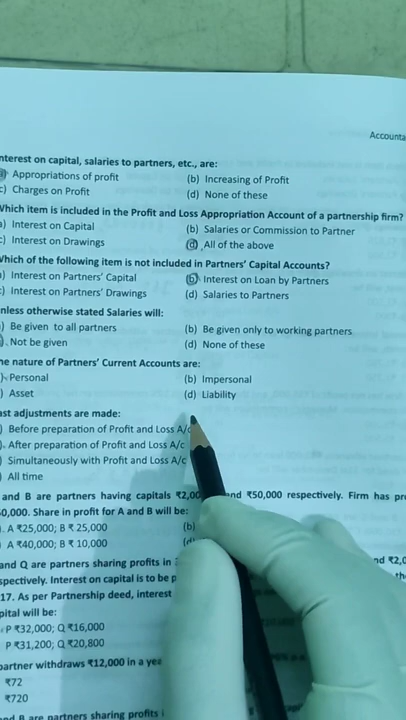 Accounta
nterest on capital, salaries to partners, etc., are:
a) Appropriations of profit (b) Increasing of Profit
c) Charges on Profit (d) None of these
Which item is included in the Profit and Loss Appropriation Account of a partnership firm?
a) Interest on Capital (b) Salaries or Commission to Partner
c) Interest on Drawings (d) All of the above
Which of the following item is not included in Partners' Capital Accounts?
) Interest on Partners' Capital (b) Interest on Loan by Partners
) Interest on Partners' Drawings (d) Salaries to Partners
nless otherwise stated Salaries will:
) Be given to all partners (b) Be given only to working partners
) Not be given (d) None of these
he nature of Partners' Current Accounts are:
) Personal (b) Impersonal
) Asset (d) Liability
ast adjustments are made:
) Before preparation of Profit and Loss A/c
) After preparation of Profit and Loss A/c
) Simultaneously with Profit and Loss A/c
) All time
and B are partners having capitals ₹2,00 nd ₹50,000 respectively. Firm has pr
0,000. Share in profit for A and B will be:
. A ₹25,000; B ₹ 25,000 (b)
A ₹40,000; B ₹ 10,000 (d
and Q are partners sharing profits in nd ₹2,0
spectively. Interest on capital is to be p th
17. As per Partnership deed, interest
pital will be:
P ₹32,000; Q ₹16,000
P ₹31,200; Q ₹20,800
partner withdraws ₹12,000 in a yea
₹72
₹720
nd B are partners sharing profits i